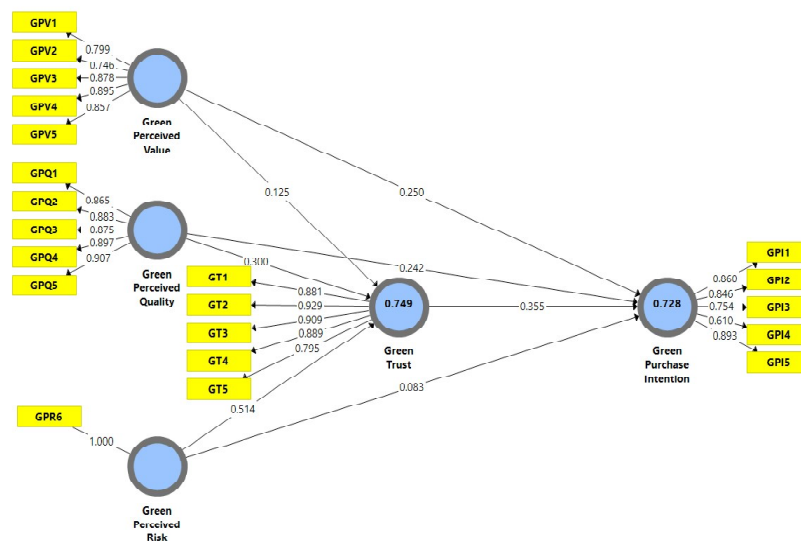 GPV1
GPV2
GPV3
GPV4
GPV5
0.799
0.746
0.878
0.895
0.857
Green
Perceived
Value
0.125
0.250
GPQ1
GPQ2
GPQ3
GPQ4
GPQ5
0.865
0.883
0.875
0.897
0.907
Green
Perceived
Quality
0.300
0.242
GT1
GT2
GT3
GT4
GT5
0.881
0.929
0.909
0.889
0.795
0.749
Green
Trust
0.355
0.728
Green
Purchase
Intention
GPI1
GPI2
GPI3
GPI4
GPI5
0.860
0.846
0.754
0.610
0.893
0.514
0.083
GPR6
1.000
Green
Perceived
Risk